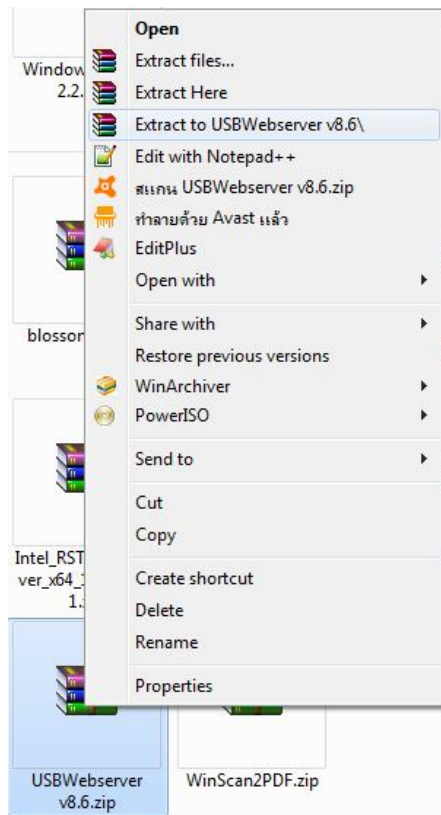 Open
Window
2.2.
Extract files...
Extract Here
Extract to USBWebserver v8.6\
Edit with Notepad++
สแกน USBWebserver v8.6.zip
ทำลายด้วย Avast แล้ว
EditPlus
Open with
blossor
Share with
Restore previous versions
WinArchiver
PowerISO
Send to
Cut
Copy
Intel_RST
ver_x64_1
1.
Create shortcut
Delete
Rename
Properties
USBWebserver
v8.6.zip
WinScan2PDF.zip